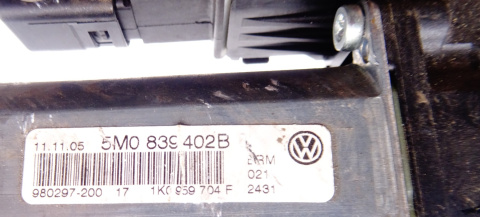 11.11.05 5M0 839 402B
BRM
021
980297-200 17 1K0 959 704 F 2431